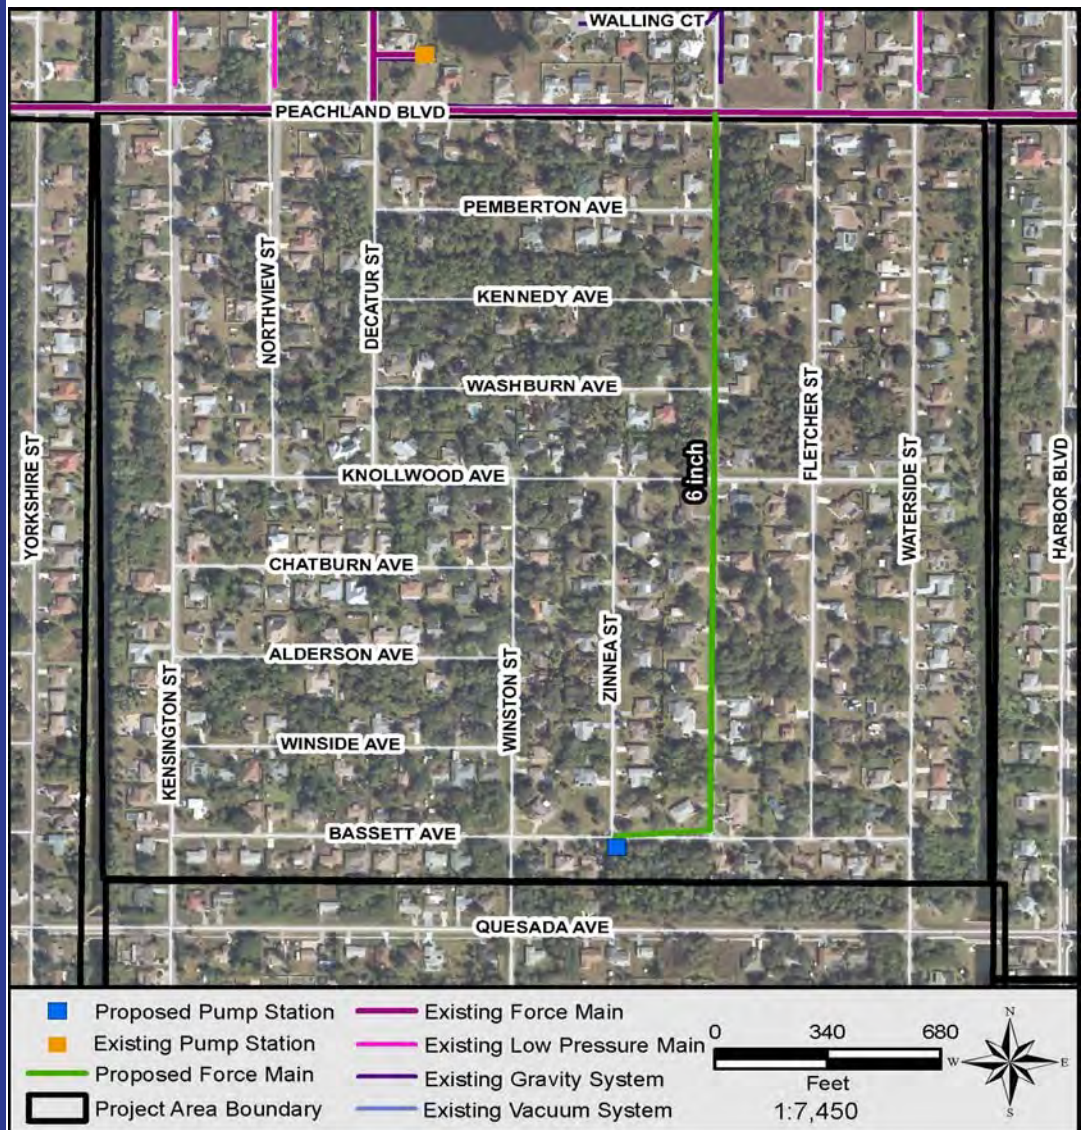 WALLING CT
PEACHLAND BLVD
PEMBERTON AVE
NORTHVIEW ST
DECATUR ST
KENNEDY AVE
WASHBURN AVE
YORKSHIRE ST
KNOLLWOOD AVE
6 inch
FLETCHER ST
WATERSIDE ST
HARBOR BLVD
CHATBURN AVE
ALDERSON AVE
KENSINGTON ST
WINSTON ST
ZINNEA ST
WINSIDE AVE
BASSETT AVE
QUESADA AVE
Proposed Pump Station
Existing Pump Station
Proposed Force Main
Project Area Boundary
Existing Force Main
Existing Low Pressure Main
Existing Gravity System
Existing Vacuum System
0 340 680
Feet
1:7,450
N
W E
S